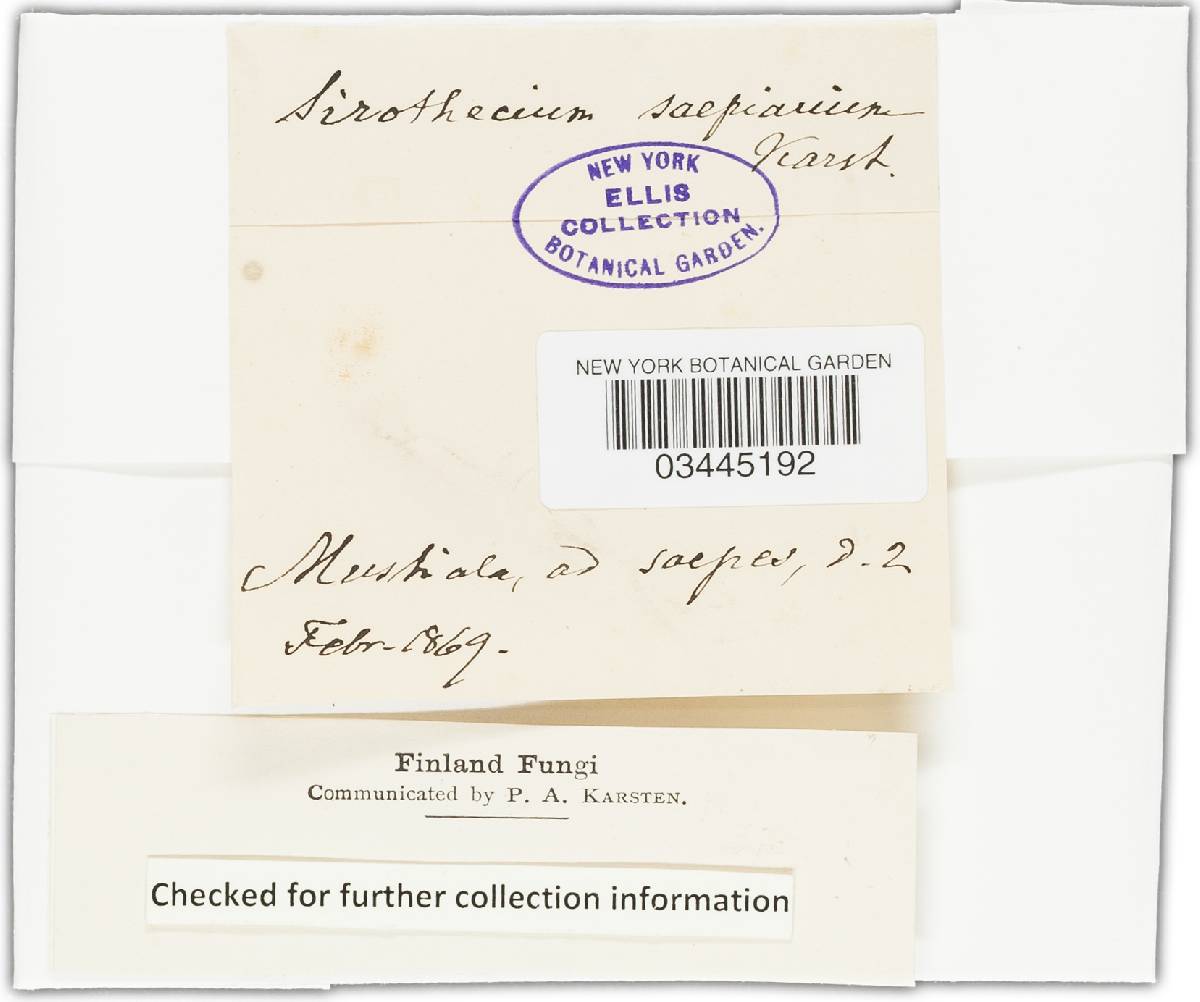 Sirothecium saepiarium
Karst.
NEW YORK
ELLIS
COLLECTION
BOTANICAL GARDEN.
NEW YORK BOTANICAL GARDEN
03445192
Mustiala, ad saepes, d. 2
Febr. 1869.
Finland Fungi
Communicated by P. A. KARSTEN.
Checked for further collection information